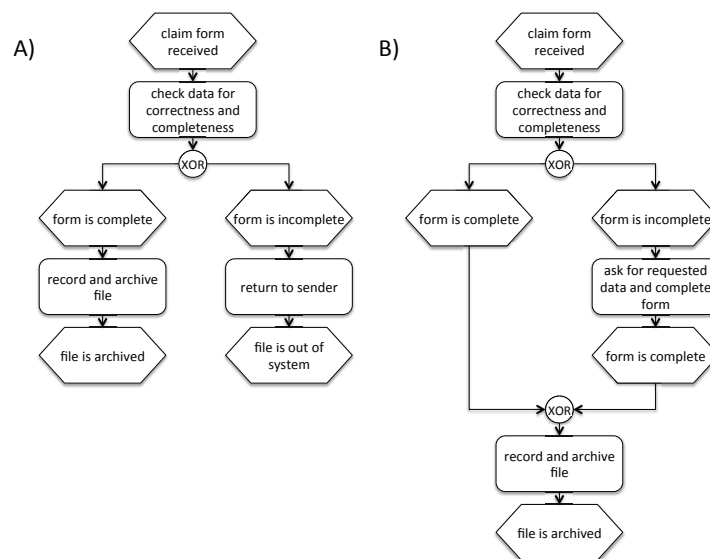 A)
claim form
received
check data for
correctness and
completeness
XOR
form is complete
form is incomplete
record and archive
file
return to sender
file is archived
file is out of
system
B)
claim form
received
check data for
correctness and
completeness
XOR
form is complete
form is incomplete
ask for requested
data and complete
form
form is complete
XOR
record and archive
file
file is archived